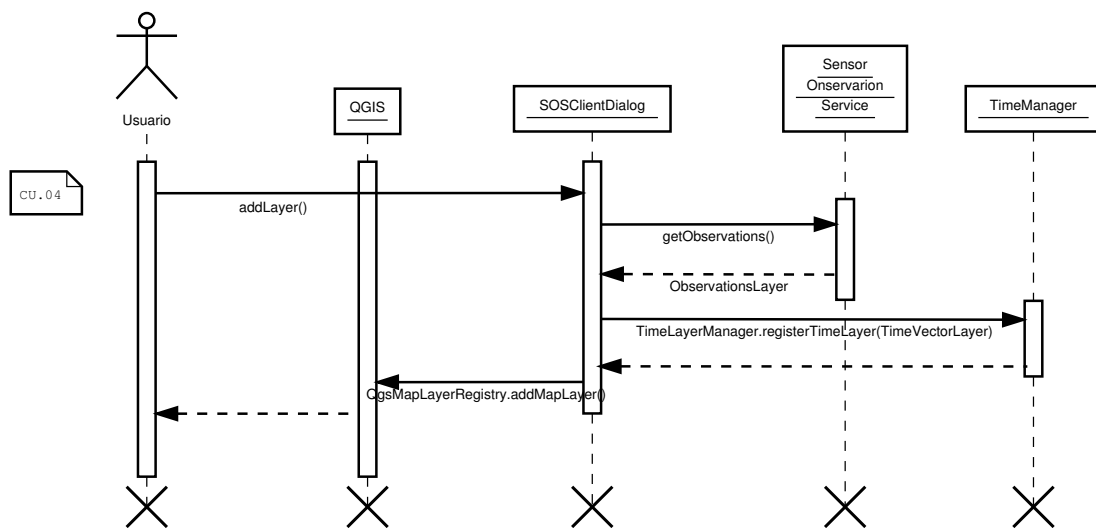 Usuario
QGIS
SOSClientDialog
Sensor
Onservarion
Service
TimeManager
CU.04
addLayer()
getObservations()
ObservationsLayer
TimeLayerManager.registerTimeLayer(TimeVectorLayer)
QgsMapLayerRegistry.addMapLayer()